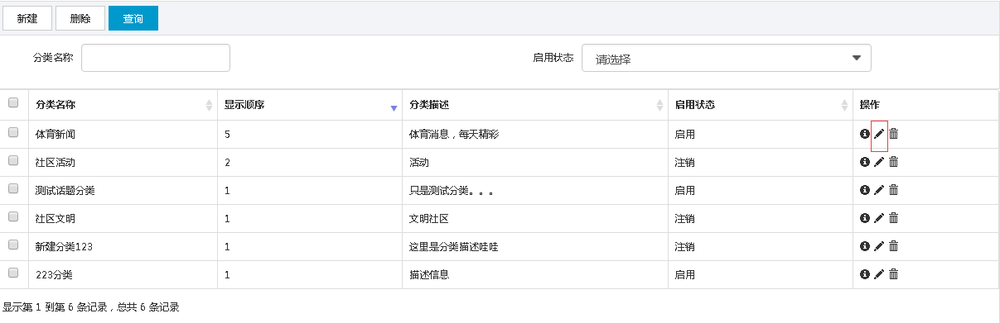 新建 删除 查询
分类名称 启用状态 请选择
分类名称 显示顺序 分类描述 启用状态 操作
体育新闻 5 体育消息，每天精彩 启用
社区活动 2 活动 注销
测试话题分类 1 只是测试分类。。。 启用
社区文明 1 文明社区 注销
新建分类123 1 这里是分类描述哇哇 注销
223分类 1 描述信息 启用
显示第 1 到第 6 条记录，总共 6 条记录